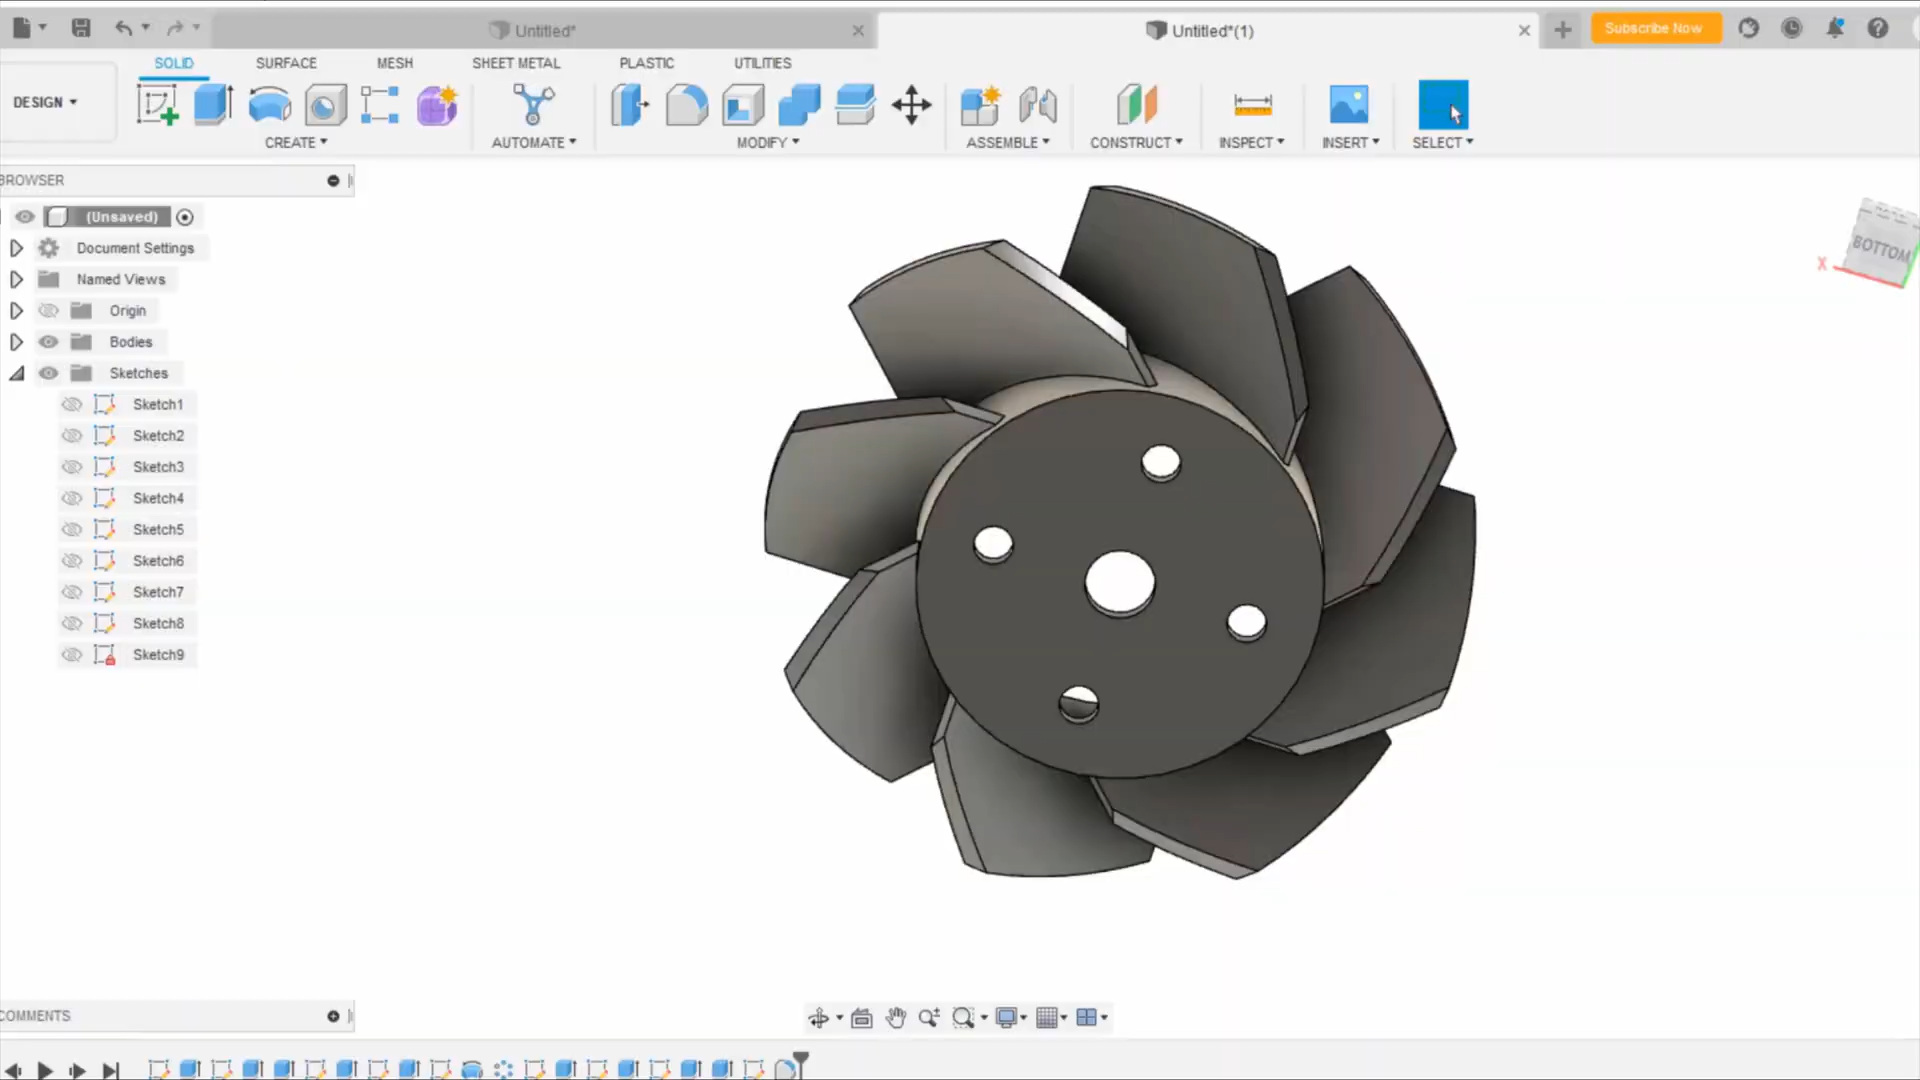 Untitled*
Untitled*(1)
Subscribe Now
SOLID SURFACE MESH SHEET METAL PLASTIC UTILITIES
DESIGN
CREATE AUTOMATE MODIFY ASSEMBLE CONSTRUCT INSPECT INSERT SELECT
BROWSER
(Unsaved)
Document Settings
Named Views
Origin
Bodies
Sketches
Sketch1
Sketch2
Sketch3
Sketch4
Sketch5
Sketch6
Sketch7
Sketch8
Sketch9
BOTTOM
X
COMMENTS